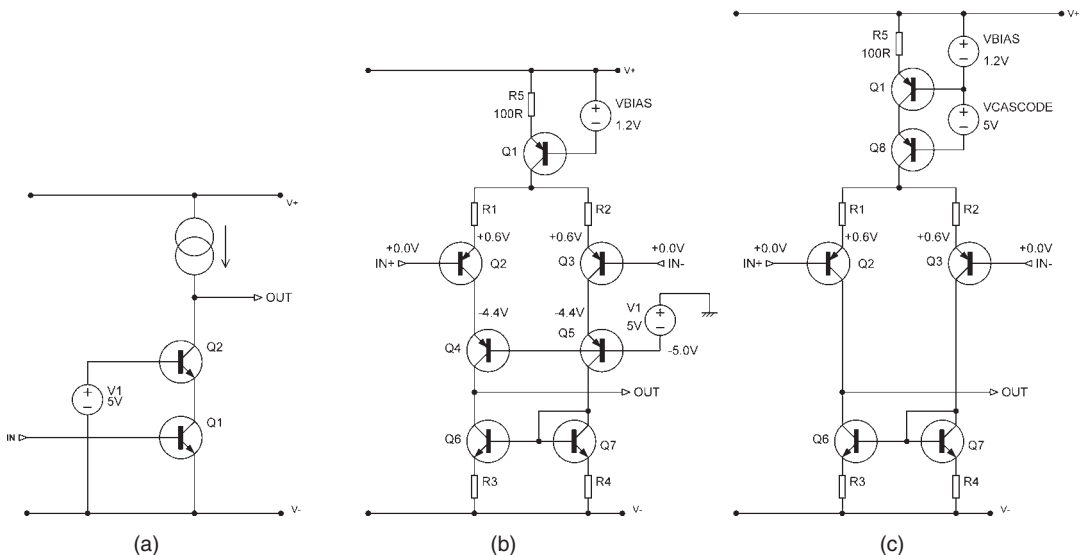 V+
OUT
Q2
V1
5V
Q1
IN
V-
(a)
V+
R5
100R
VBIAS
1.2V
Q1
R1
R2
+0.0V
+0.6V
+0.6V
+0.0V
IN+
Q2
Q3
IN-
-4.4V
-4.4V
V1
5V
Q4
Q5
-5.0V
OUT
Q6
Q7
R3
R4
V-
(b)
V+
R5
100R
VBIAS
1.2V
Q1
VCASCODE
5V
Q8
R1
R2
+0.0V
+0.6V
+0.6V
+0.0V
IN+
Q2
Q3
IN-
OUT
Q6
Q7
R3
R4
V-
(c)